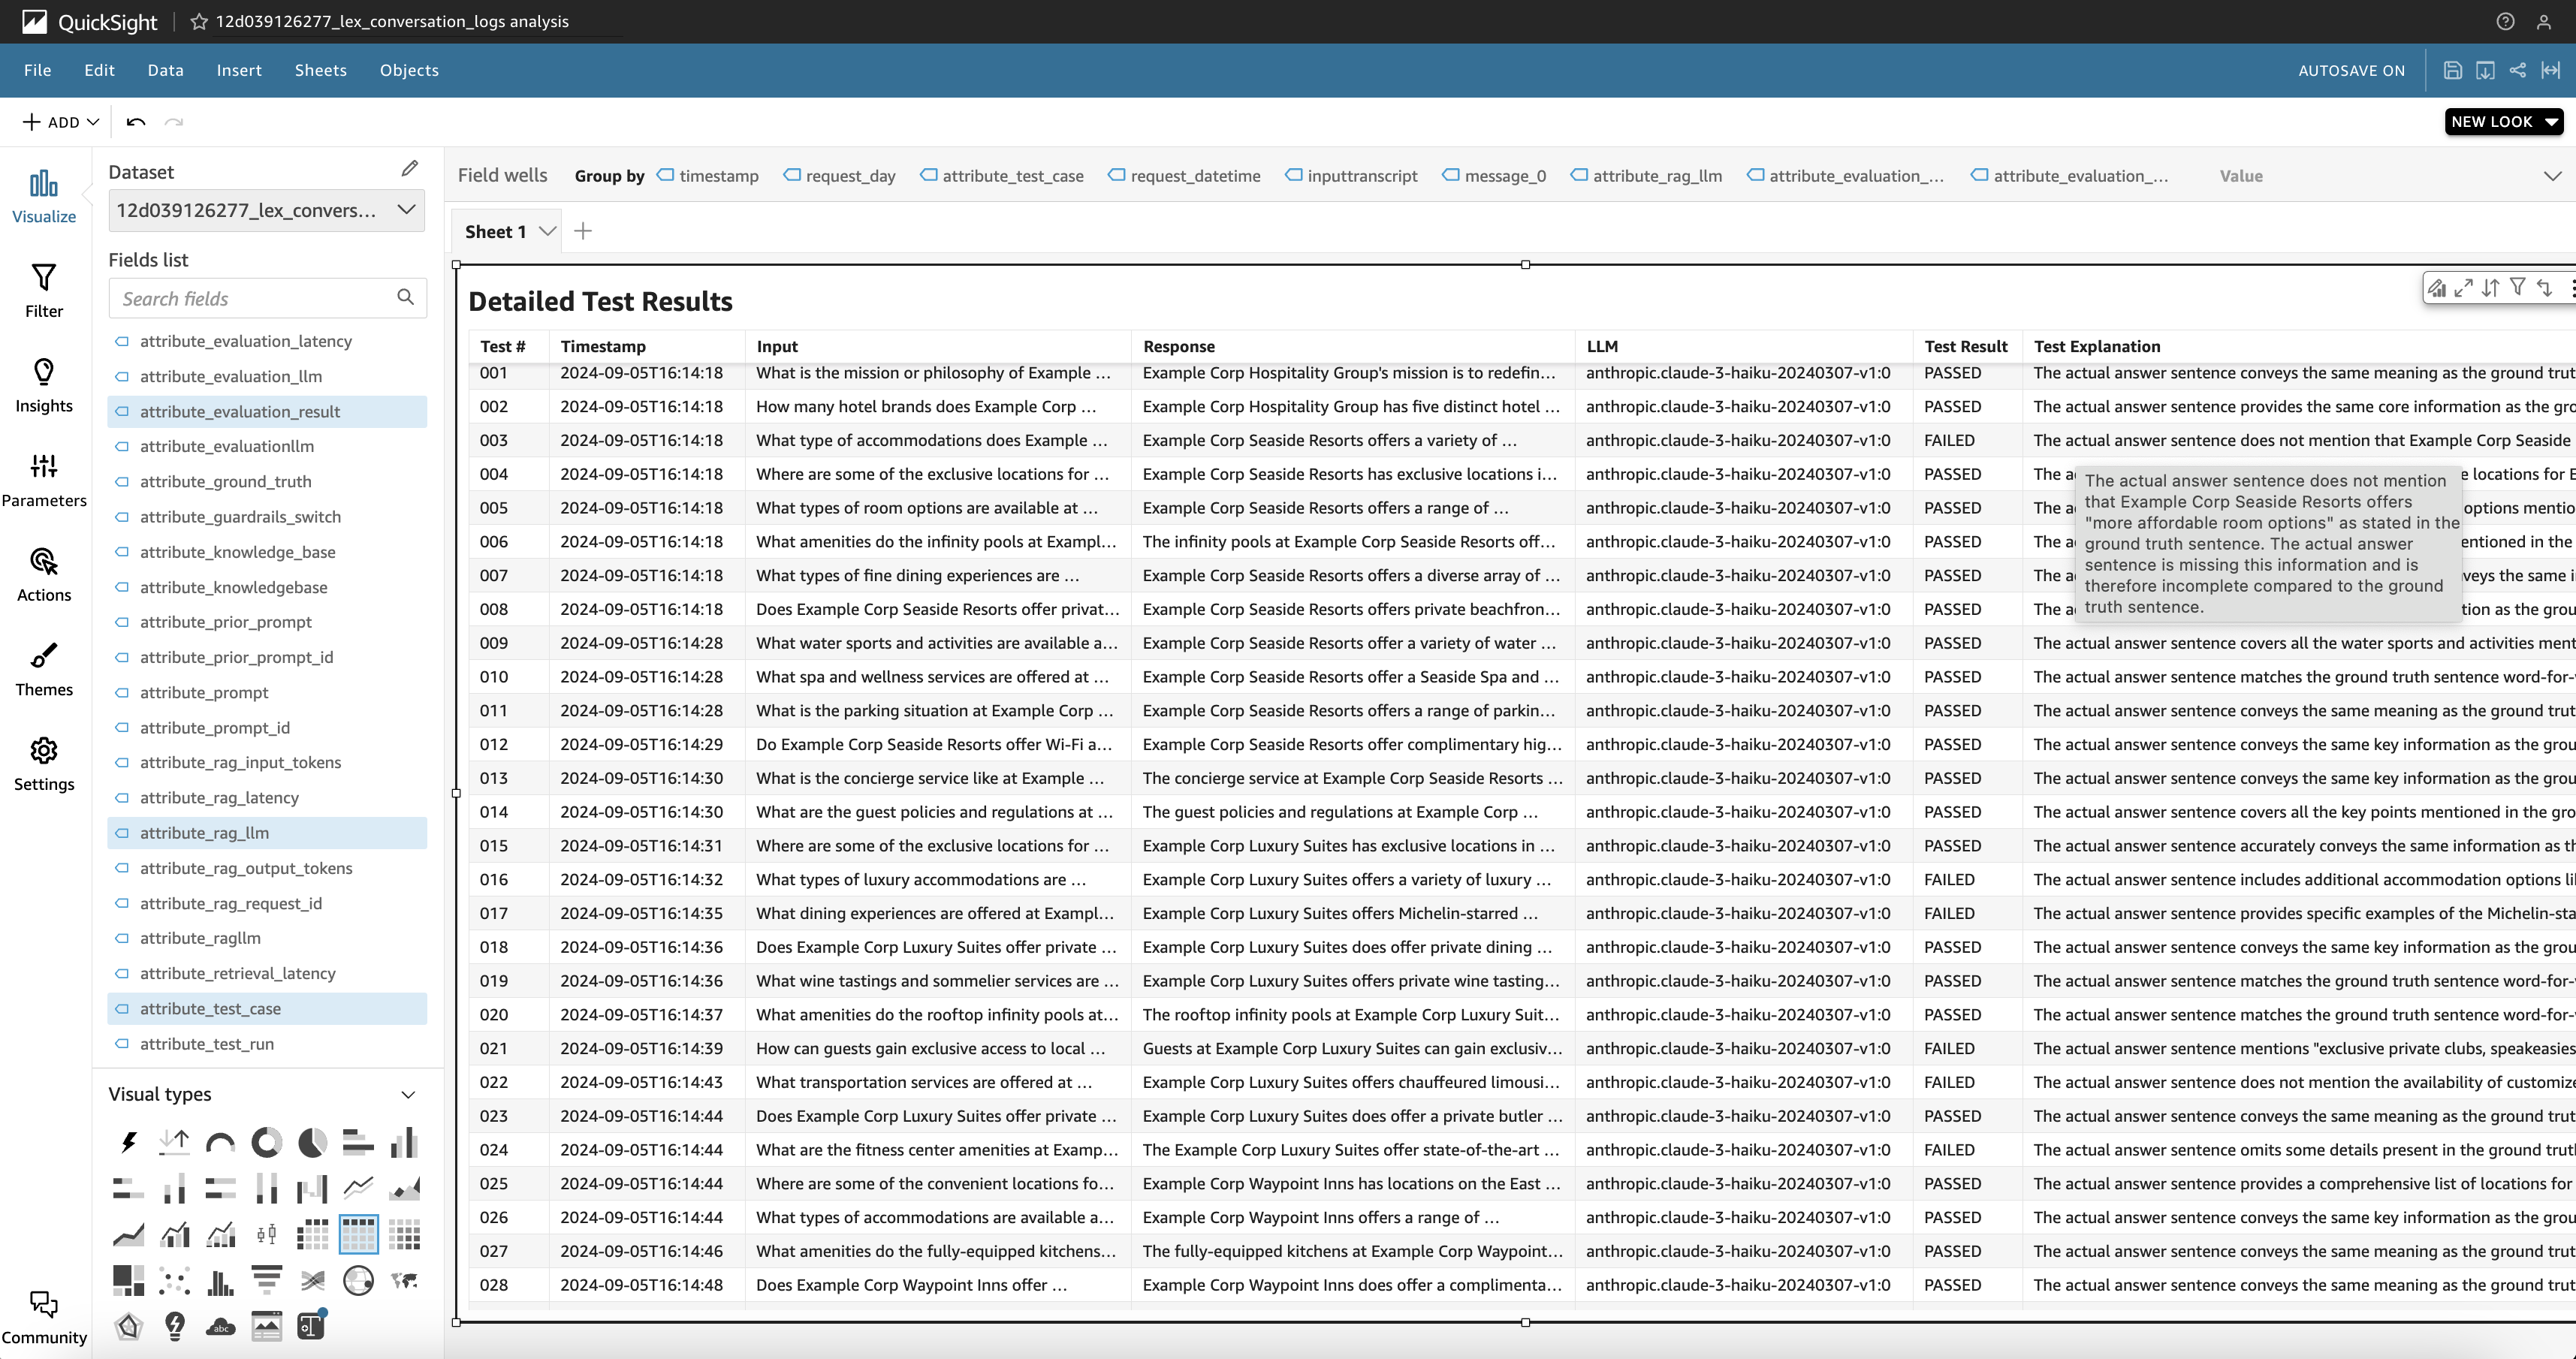 QuickSight 12d039126277_lex_conversation_logs analysis
File Edit Data Insert Sheets Objects AUTOSAVE ON
ADD NEW LOOK
Visualize
Filter
Insights
Parameters
Actions
Themes
Settings
Community
Dataset
12d039126277_lex_convers...
Fields list
Search fields
attribute_evaluation_latency
attribute_evaluation_llm
attribute_evaluation_result
attribute_evaluationllm
attribute_ground_truth
attribute_guardrails_switch
attribute_knowledge_base
attribute_knowledgebase
attribute_prior_prompt
attribute_prior_prompt_id
attribute_prompt
attribute_prompt_id
attribute_rag_input_tokens
attribute_rag_latency
attribute_rag_llm
attribute_rag_output_tokens
attribute_rag_request_id
attribute_ragllm
attribute_retrieval_latency
attribute_test_case
attribute_test_run
Visual types
abc
Field wells Group by timestamp request_day attribute_test_case request_datetime inputtranscript message_0 attribute_rag_llm attribute_evaluation_... attribute_evaluation_... Value
Sheet 1
Detailed Test Results
Test # Timestamp Input Response LLM Test Result Test Explanation
001 2024-09-05T16:14:18 What is the mission or philosophy of Example ... Example Corp Hospitality Group's mission is to redefin... anthropic.claude-3-haiku-20240307-v1:0 PASSED The actual answer sentence conveys the same meaning as the ground trut
002 2024-09-05T16:14:18 How many hotel brands does Example Corp ... Example Corp Hospitality Group has five distinct hotel ... anthropic.claude-3-haiku-20240307-v1:0 PASSED The actual answer sentence provides the same core information as the gro
003 2024-09-05T16:14:18 What type of accommodations does Example ... Example Corp Seaside Resorts offers a variety of ... anthropic.claude-3-haiku-20240307-v1:0 FAILED The actual answer sentence does not mention that Example Corp Seaside
004 2024-09-05T16:14:18 Where are some of the exclusive locations for ... Example Corp Seaside Resorts has exclusive locations i... anthropic.claude-3-haiku-20240307-v1:0 PASSED The a e locations for E
005 2024-09-05T16:14:18 What types of room options are available at ... Example Corp Seaside Resorts offers a range of ... anthropic.claude-3-haiku-20240307-v1:0 PASSED The a options mentio
006 2024-09-05T16:14:18 What amenities do the infinity pools at Exampl... The infinity pools at Example Corp Seaside Resorts off... anthropic.claude-3-haiku-20240307-v1:0 PASSED The a entioned in the
007 2024-09-05T16:14:18 What types of fine dining experiences are ... Example Corp Seaside Resorts offers a diverse array of ... anthropic.claude-3-haiku-20240307-v1:0 PASSED The a veys the same i
008 2024-09-05T16:14:18 Does Example Corp Seaside Resorts offer privat... Example Corp Seaside Resorts offers private beachfron... anthropic.claude-3-haiku-20240307-v1:0 PASSED The a tion as the grou
The actual answer sentence does not mention
that Example Corp Seaside Resorts offers
"more affordable room options" as stated in the
ground truth sentence. The actual answer
sentence is missing this information and is
therefore incomplete compared to the ground
truth sentence.
009 2024-09-05T16:14:28 What water sports and activities are available a... Example Corp Seaside Resorts offer a variety of water ... anthropic.claude-3-haiku-20240307-v1:0 PASSED The actual answer sentence covers all the water sports and activities ment
010 2024-09-05T16:14:28 What spa and wellness services are offered at ... Example Corp Seaside Resorts offer a Seaside Spa and ... anthropic.claude-3-haiku-20240307-v1:0 PASSED The actual answer sentence matches the ground truth sentence word-for-
011 2024-09-05T16:14:28 What is the parking situation at Example Corp ... Example Corp Seaside Resorts offers a range of parkin... anthropic.claude-3-haiku-20240307-v1:0 PASSED The actual answer sentence conveys the same meaning as the ground trut
012 2024-09-05T16:14:29 Do Example Corp Seaside Resorts offer Wi-Fi a... Example Corp Seaside Resorts offer complimentary hig... anthropic.claude-3-haiku-20240307-v1:0 PASSED The actual answer sentence conveys the same key information as the grou
013 2024-09-05T16:14:30 What is the concierge service like at Example ... The concierge service at Example Corp Seaside Resorts ... anthropic.claude-3-haiku-20240307-v1:0 PASSED The actual answer sentence conveys the same key information as the grou
014 2024-09-05T16:14:30 What are the guest policies and regulations at ... The guest policies and regulations at Example Corp ... anthropic.claude-3-haiku-20240307-v1:0 PASSED The actual answer sentence covers all the key points mentioned in the gro
015 2024-09-05T16:14:31 Where are some of the exclusive locations for ... Example Corp Luxury Suites has exclusive locations in ... anthropic.claude-3-haiku-20240307-v1:0 PASSED The actual answer sentence accurately conveys the same information as th
016 2024-09-05T16:14:32 What types of luxury accommodations are ... Example Corp Luxury Suites offers a variety of luxury ... anthropic.claude-3-haiku-20240307-v1:0 FAILED The actual answer sentence includes additional accommodation options li
017 2024-09-05T16:14:35 What dining experiences are offered at Exampl... Example Corp Luxury Suites offers Michelin-starred ... anthropic.claude-3-haiku-20240307-v1:0 FAILED The actual answer sentence provides specific examples of the Michelin-sta
018 2024-09-05T16:14:36 Does Example Corp Luxury Suites offer private ... Example Corp Luxury Suites does offer private dining ... anthropic.claude-3-haiku-20240307-v1:0 PASSED The actual answer sentence conveys the same key information as the grou
019 2024-09-05T16:14:36 What wine tastings and sommelier services are ... Example Corp Luxury Suites offers private wine tasting... anthropic.claude-3-haiku-20240307-v1:0 PASSED The actual answer sentence matches the ground truth sentence word-for-
020 2024-09-05T16:14:37 What amenities do the rooftop infinity pools at... The rooftop infinity pools at Example Corp Luxury Suit... anthropic.claude-3-haiku-20240307-v1:0 PASSED The actual answer sentence matches the ground truth sentence word-for-
021 2024-09-05T16:14:39 How can guests gain exclusive access to local ... Guests at Example Corp Luxury Suites can gain exclusiv... anthropic.claude-3-haiku-20240307-v1:0 FAILED The actual answer sentence mentions "exclusive private clubs, speakeasies
022 2024-09-05T16:14:43 What transportation services are offered at ... Example Corp Luxury Suites offers chauffeured limousi... anthropic.claude-3-haiku-20240307-v1:0 FAILED The actual answer sentence does not mention the availability of customize
023 2024-09-05T16:14:44 Does Example Corp Luxury Suites offer private ... Example Corp Luxury Suites does offer a private butler ... anthropic.claude-3-haiku-20240307-v1:0 PASSED The actual answer sentence conveys the same meaning as the ground trut
024 2024-09-05T16:14:44 What are the fitness center amenities at Examp... The Example Corp Luxury Suites offer state-of-the-art ... anthropic.claude-3-haiku-20240307-v1:0 FAILED The actual answer sentence omits some details present in the ground trutl
025 2024-09-05T16:14:44 Where are some of the convenient locations fo... Example Corp Waypoint Inns has locations on the East ... anthropic.claude-3-haiku-20240307-v1:0 PASSED The actual answer sentence provides a comprehensive list of locations for
026 2024-09-05T16:14:44 What types of accommodations are available a... Example Corp Waypoint Inns offers a range of ... anthropic.claude-3-haiku-20240307-v1:0 PASSED The actual answer sentence conveys the same key information as the grou
027 2024-09-05T16:14:46 What amenities do the fully-equipped kitchens... The fully-equipped kitchens at Example Corp Waypoint... anthropic.claude-3-haiku-20240307-v1:0 PASSED The actual answer sentence conveys the same meaning as the ground trut
028 2024-09-05T16:14:48 Does Example Corp Waypoint Inns offer ... Example Corp Waypoint Inns does offer a complimenta... anthropic.claude-3-haiku-20240307-v1:0 PASSED The actual answer sentence conveys the same meaning as the ground trut